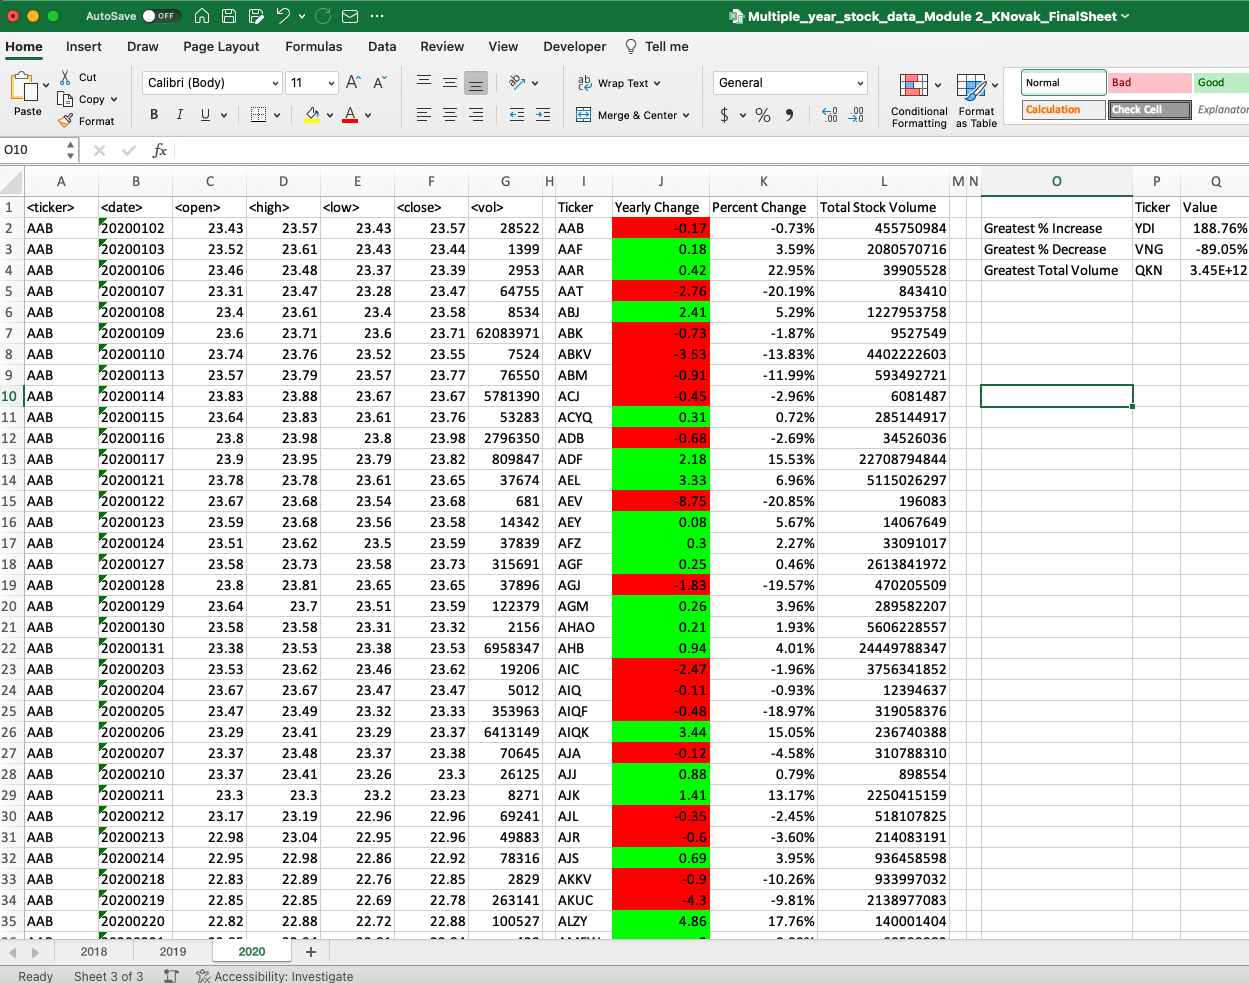 AutoSave OFF Multiple_year_stock_data_Module 2_KNovak_FinalSheet
Home Insert Draw Page Layout Formulas Data Review View Developer Tell me
Paste Cut Copy Format
Calibri (Body) 11 A A
B I U A
ab Wrap Text
Merge & Center
General
$ % 9 .00 .00
Conditional Formatting
Format as Table
Normal Bad Good
Calculation Check Cell Explanator
O10 fx
A B C D E F G H I J K L M N O P Q
1 <ticker> <date> <open> <high> <low> <close> <vol> Ticker Yearly Change Percent Change Total Stock Volume Ticker Value
2 AAB 20200102 23.43 23.57 23.43 23.57 28522 AAB -0.17 -0.73% 455750984 Greatest % Increase YDI 188.76%
3 AAB 20200103 23.52 23.61 23.43 23.44 1399 AAF 0.18 3.59% 2080570716 Greatest % Decrease VNG -89.05%
4 AAB 20200106 23.46 23.48 23.37 23.39 2953 AAR 0.42 22.95% 39905528 Greatest Total Volume QKN 3.45E+12
5 AAB 20200107 23.31 23.47 23.28 23.47 64755 AAT -2.76 -20.19% 843410
6 AAB 20200108 23.4 23.61 23.4 23.58 8534 ABJ 2.41 5.29% 1227953758
7 AAB 20200109 23.6 23.71 23.6 23.71 62083971 ABK -0.73 -1.87% 9527549
8 AAB 20200110 23.74 23.76 23.52 23.55 7524 ABKV -3.53 -13.83% 4402222603
9 AAB 20200113 23.57 23.79 23.57 23.77 76550 ABM -0.91 -11.99% 593492721
10 AAB 20200114 23.83 23.88 23.67 23.67 5781390 ACJ -0.45 -2.96% 6081487
11 AAB 20200115 23.64 23.83 23.61 23.76 53283 ACYQ 0.31 0.72% 285144917
12 AAB 20200116 23.8 23.98 23.8 23.98 2796350 ADB -0.68 -2.69% 34526036
13 AAB 20200117 23.9 23.95 23.79 23.82 809847 ADF 2.18 15.53% 22708794844
14 AAB 20200121 23.78 23.78 23.61 23.65 37674 AEL 3.33 6.96% 5115026297
15 AAB 20200122 23.67 23.68 23.54 23.68 681 AEV -8.75 -20.85% 196083
16 AAB 20200123 23.59 23.68 23.56 23.58 14342 AEY 0.08 5.67% 14067649
17 AAB 20200124 23.51 23.62 23.5 23.59 37839 AFZ 0.3 2.27% 33091017
18 AAB 20200127 23.58 23.73 23.58 23.73 315691 AGF 0.25 0.46% 2613841972
19 AAB 20200128 23.8 23.81 23.65 23.65 37896 AGJ -1.83 -19.57% 470205509
20 AAB 20200129 23.64 23.7 23.51 23.59 122379 AGM 0.26 3.96% 289582207
21 AAB 20200130 23.58 23.58 23.31 23.32 2156 AHAO 0.21 1.93% 5606228557
22 AAB 20200131 23.38 23.53 23.38 23.53 6958347 AHB 0.94 4.01% 24449788347
23 AAB 20200203 23.53 23.62 23.46 23.62 19206 AIC -2.47 -1.96% 3756341852
24 AAB 20200204 23.67 23.67 23.47 23.47 5012 AIQ -0.11 -0.93% 12394637
25 AAB 20200205 23.47 23.49 23.32 23.33 353963 AIQF -0.48 -18.97% 319058376
26 AAB 20200206 23.29 23.41 23.29 23.37 6413149 AIQK 3.44 15.05% 236740388
27 AAB 20200207 23.37 23.48 23.37 23.38 70645 AJA -0.12 -4.58% 310788310
28 AAB 20200210 23.37 23.41 23.26 23.3 26125 AJJ 0.88 0.79% 898554
29 AAB 20200211 23.3 23.3 23.2 23.23 8271 AJK 1.41 13.17% 2250415159
30 AAB 20200212 23.17 23.19 22.96 22.96 69241 AJL -0.35 -2.45% 518107825
31 AAB 20200213 22.98 23.04 22.95 22.96 49883 AJR -0.6 -3.60% 214083191
32 AAB 20200214 22.95 22.98 22.86 22.92 78316 AJS 0.69 3.95% 936458598
33 AAB 20200218 22.83 22.89 22.76 22.85 2829 AKKV -0.9 -10.26% 933997032
34 AAB 20200219 22.85 22.85 22.69 22.78 263141 AKUC -4.3 -9.81% 2138977083
35 AAB 20200220 22.82 22.88 22.72 22.88 100527 ALZY 4.86 17.76% 140001404
2018 2019 2020 +
Ready Sheet 3 of 3 Accessibility: Investigate